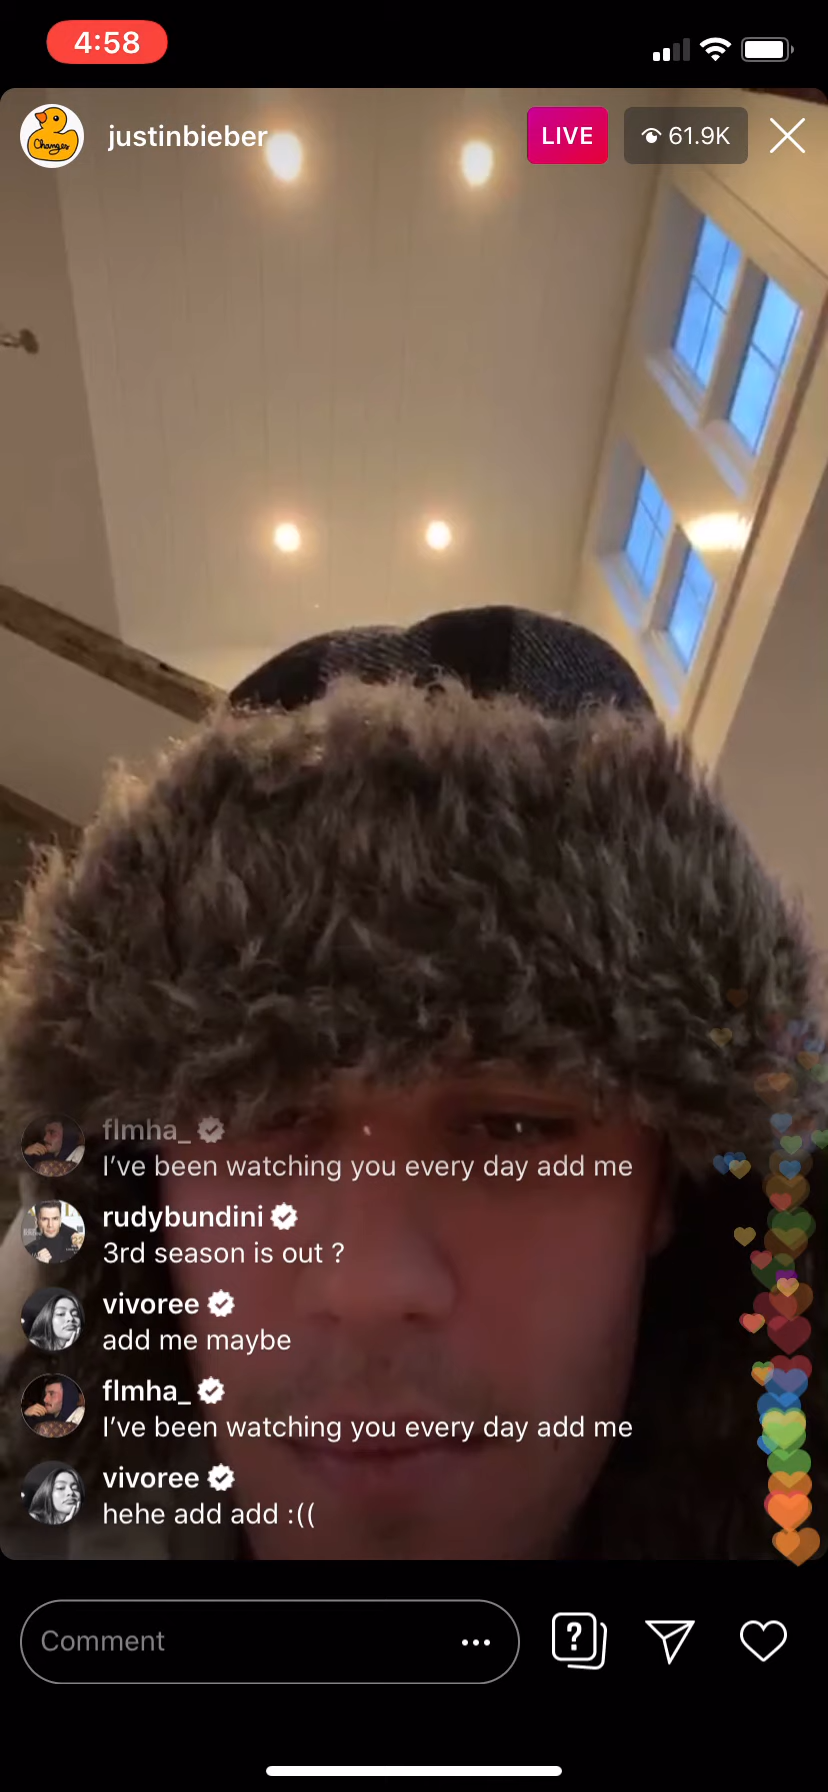 4:58
Changes
justinbieber
LIVE
61.9K
flmha_
I've been watching you every day add me
rudybundini
3rd season is out ?
vivoree
add me maybe
flmha_
I've been watching you every day add me
vivoree
hehe add add :((
Comment
?